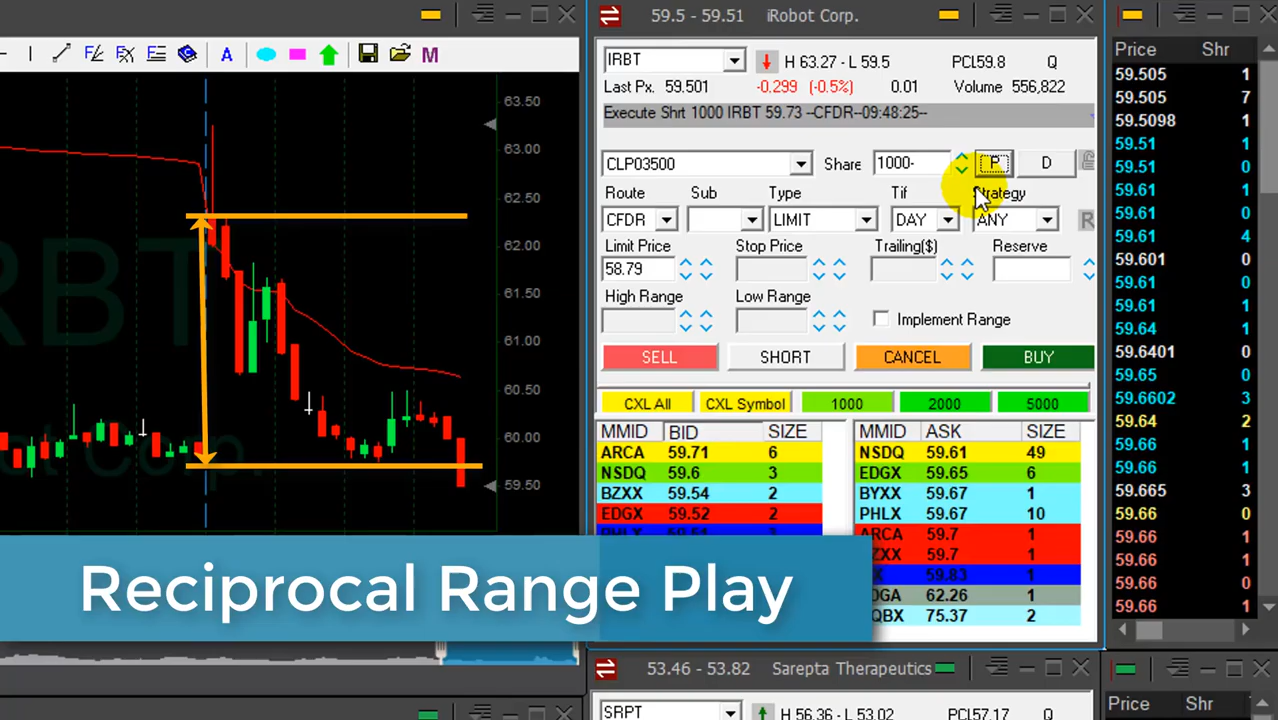 59.5 - 59.51 iRobot Corp.
A M
IRBT H 63.27 - L 59.5 PCL59.8 Q
Last Px. 59.501 -0.299 (-0.5%) 0.01 Volume 556,822
Execute Shrt 1000 IRBT 59.73 --CFDR--09:48:25--
CLP03500 Share 1000- P D
Route Sub Type Tif Strategy
CFDR LIMIT DAY ANY R
Limit Price Stop Price Trailing($) Reserve
58.79
High Range Low Range
Implement Range
SELL SHORT CANCEL BUY
CXL All CXL Symbol 1000 2000 5000
MMID BID SIZE MMID ASK SIZE
ARCA 59.71 6 NSDQ 59.61 49
NSDQ 59.6 3 EDGX 59.65 6
BZXX 59.54 2 BYXX 59.67 1
EDGX 59.52 2 PHLX 59.67 10
ARCA 59.7 1
59.7 1
59.83 1
62.26 1
QBX 75.37 2
63.50
63.00
62.50
62.00
61.50
61.00
60.50
60.00
59.50
Price Shr
59.505 1
59.505 7
59.5098 1
59.51 1
59.51 0
59.61 1
59.61 0
59.61 4
59.601 0
59.61 0
59.61 1
59.64 1
59.6401 0
59.65 0
59.6602 3
59.64 2
59.66 1
59.66 1
59.665 3
59.66 0
59.66 1
59.66 1
59.66 0
59.66 1
Reciprocal Range Play
53.46 - 53.82 Sarepta Therapeutics
SRPT H 56.36 - L 53.02 PCL57.17 Q
Price Shr